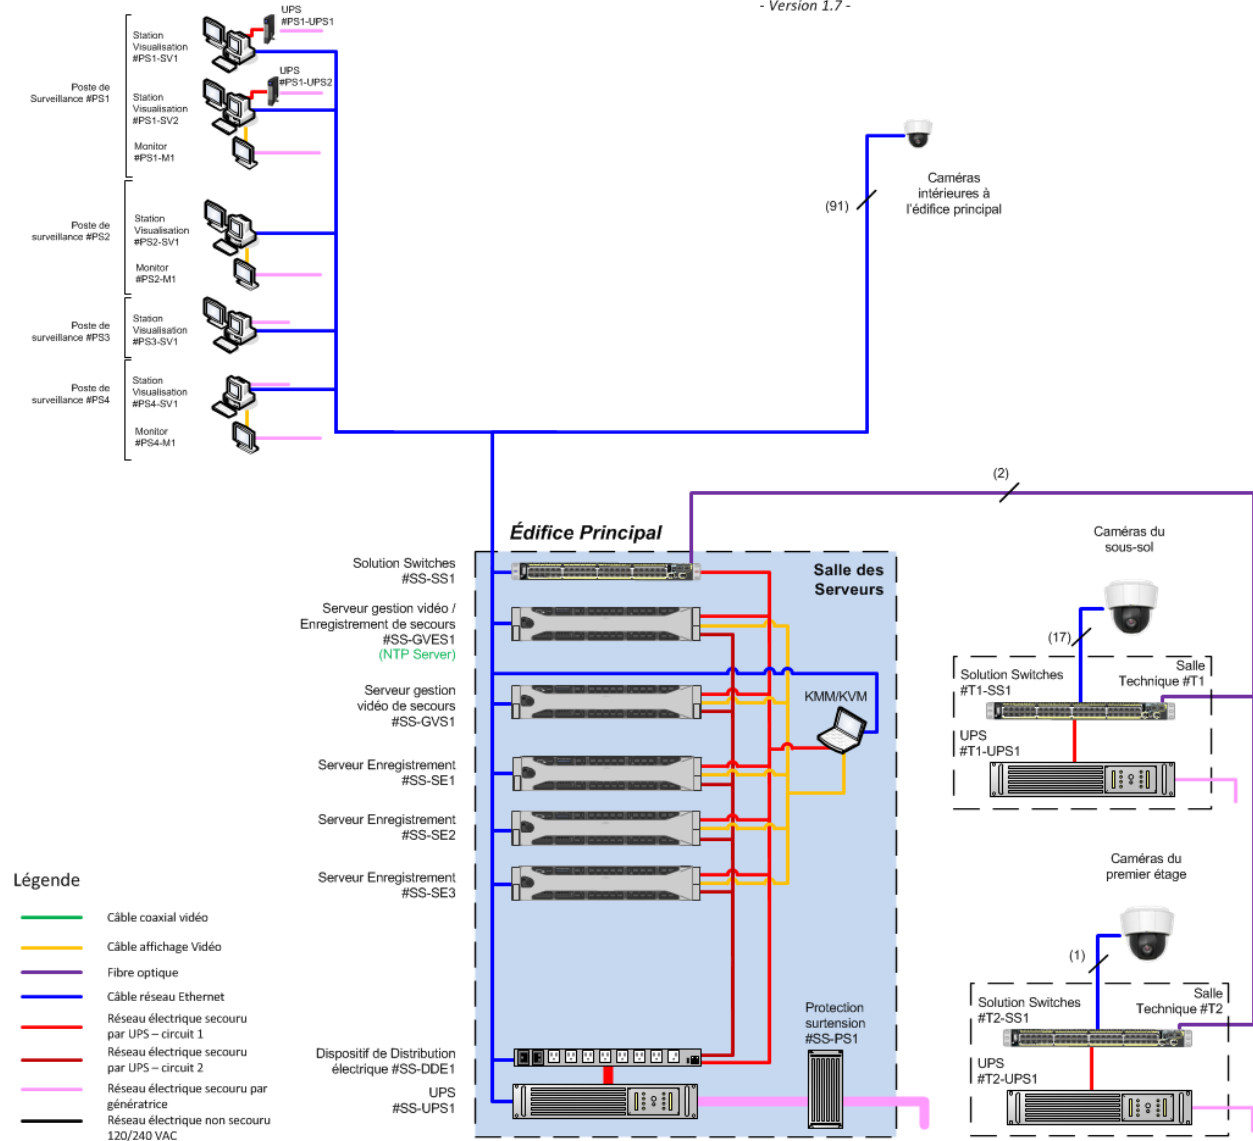 - Version 1.7 -
UPS
#PS1-UPS1
Station
Visualisation
#PS1-SV1
UPS
#PS1-UPS2
Poste de
Surveillance #PS1
Station
Visualisation
#PS1-SV2
Monitor
#PS1-M1
Caméras
intérieures à
l'édifice principal
(91)
Poste de
surveillance #PS2
Station
Visualisation
#PS2-SV1
Monitor
#PS2-M1
Poste de
surveillance #PS3
Station
Visualisation
#PS3-SV1
Poste de
surveillance #PS4
Station
Visualisation
#PS4-SV1
Monitor
#PS4-M1
(2)
Édifice Principal
Salle des
Serveurs
Solution Switches
#SS-SS1
Serveur gestion vidéo /
Enregistrement de secours
#SS-GVES1
(NTP Server)
Serveur gestion
vidéo de secours
#SS-GVS1
KMM/KVM
Serveur Enregistrement
#SS-SE1
Serveur Enregistrement
#SS-SE2
Serveur Enregistrement
#SS-SE3
Protection
surtension
#SS-PS1
Dispositif de Distribution
électrique #SS-DDE1
UPS
#SS-UPS1
Caméras du
sous-sol
(17)
Salle
Technique #T1
Solution Switches
#T1-SS1
UPS
#T1-UPS1
Caméras du
premier étage
(1)
Salle
Technique #T2
Solution Switches
#T2-SS1
UPS
#T2-UPS1
Légende
Câble coaxial vidéo
Câble affichage Vidéo
Fibre optique
Câble réseau Ethernet
Réseau électrique secouru
par UPS – circuit 1
Réseau électrique secouru
par UPS – circuit 2
Réseau électrique secouru par
génératrice
Réseau électrique non secouru
120/240 VAC